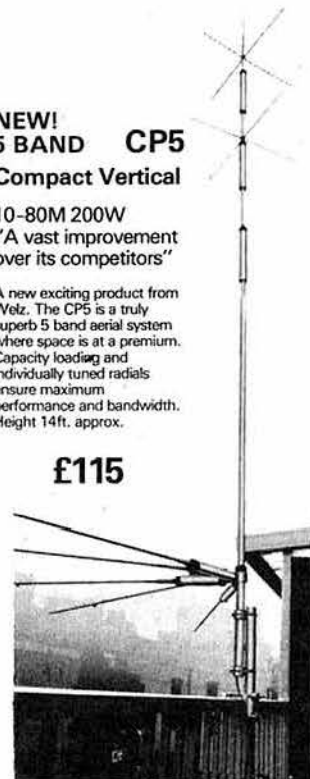 NEW!
5 BAND CP5
Compact Vertical
10-80M 200W
"A vast improvement
over its competitors"
A new exciting product from
Welz. The CP5 is a truly
superb 5 band aerial system
where space is at a premium.
Capacity loading and
individually tuned radials
ensure maximum
performance and bandwidth.
Height 14ft. approx.
£115